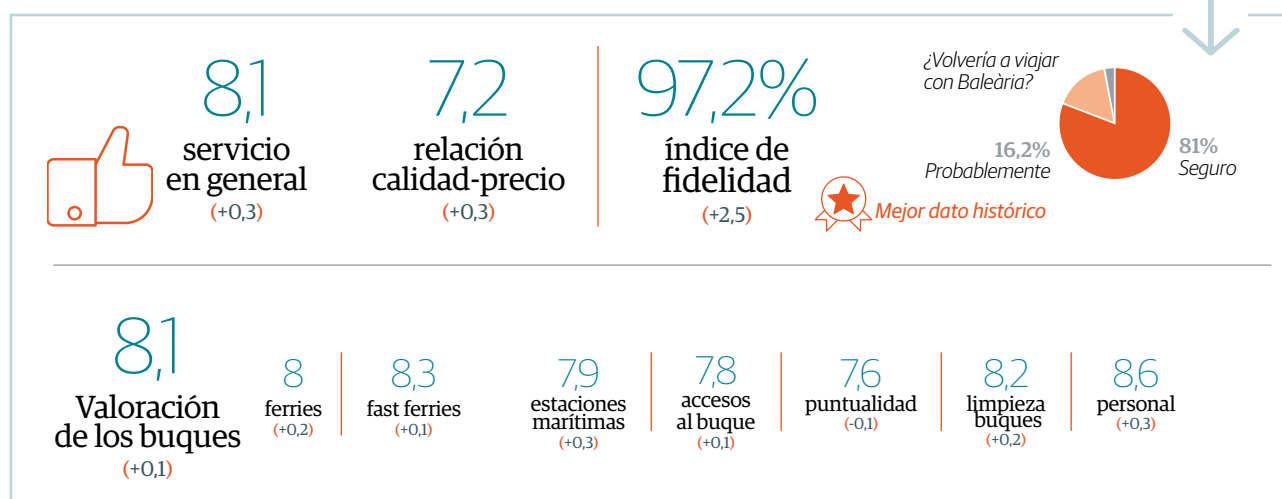 8,1
servicio
en general
(+0,3)
7,2
relación
calidad-precio
(+0,3)
97,2%
índice de
fidelidad
(+2,5)
Mejor dato histórico
¿Volvería a viajar
con Baleària?
16,2%
Probablemente
81%
Seguro
8,1
Valoración
de los buques
(+0,1)
8
ferries
(+0,2)
8,3
fast ferries
(+0,1)
7,9
estaciones
marítimas
(+0,3)
7,8
accesos
al buque
(+0,1)
7,6
puntualidad
(-0,1)
8,2
limpieza
buques
(+0,2)
8,6
personal
(+0,3)